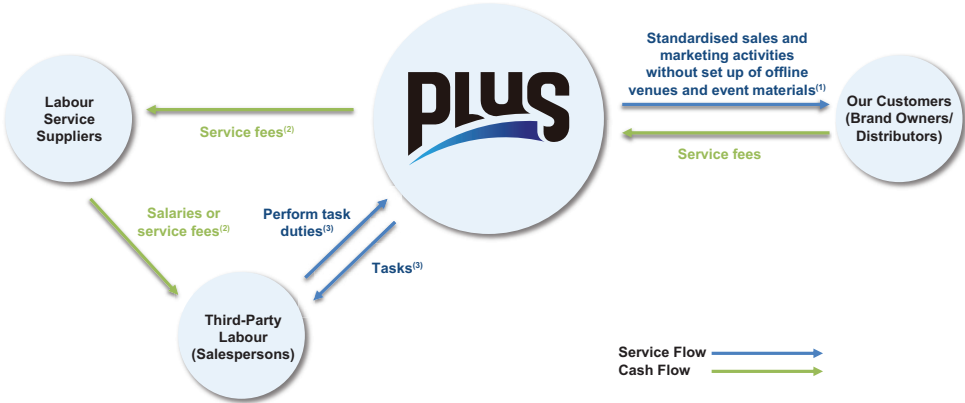 Standardised sales and
marketing activities
without set up of offline
venues and event materials(1)
PLUS
Labour
Service
Suppliers
Service fees(2)
Our Customers
(Brand Owners/
Distributors)
Service fees
Salaries or
service fees(2)
Perform task
duties(3)
Tasks(3)
Third-Party
Labour
(Salespersons)
Service Flow
Cash Flow